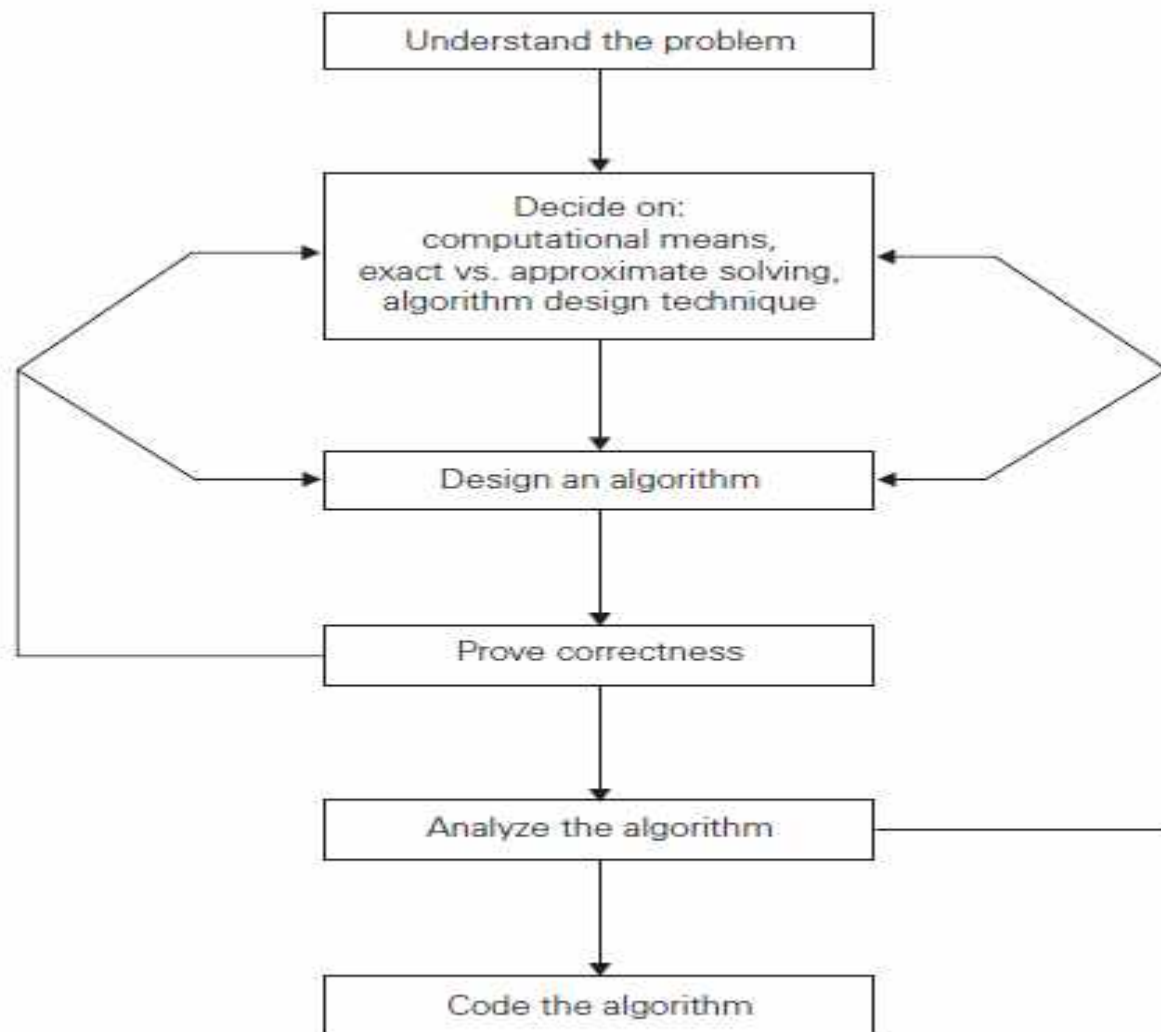 Understand the problem
Decide on:
computational means,
exact vs. approximate solving,
algorithm design technique
Design an algorithm
Prove correctness
Analyze the algorithm
Code the algorithm